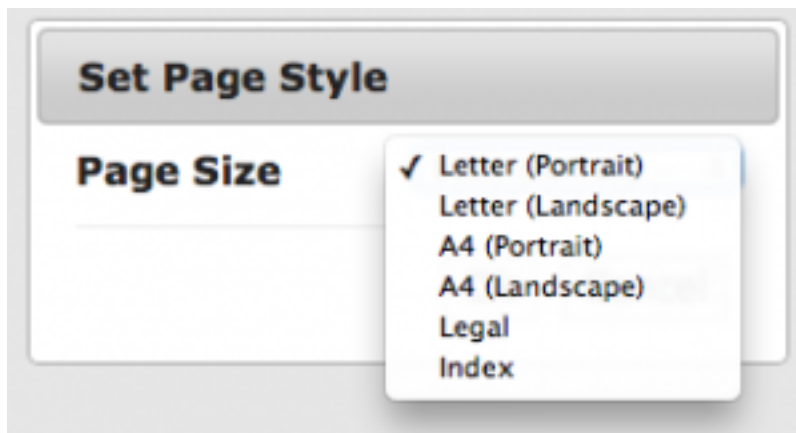 Set Page Style
Page Size
✓ Letter (Portrait)
Letter (Landscape)
A4 (Portrait)
A4 (Landscape)
Legal
Index